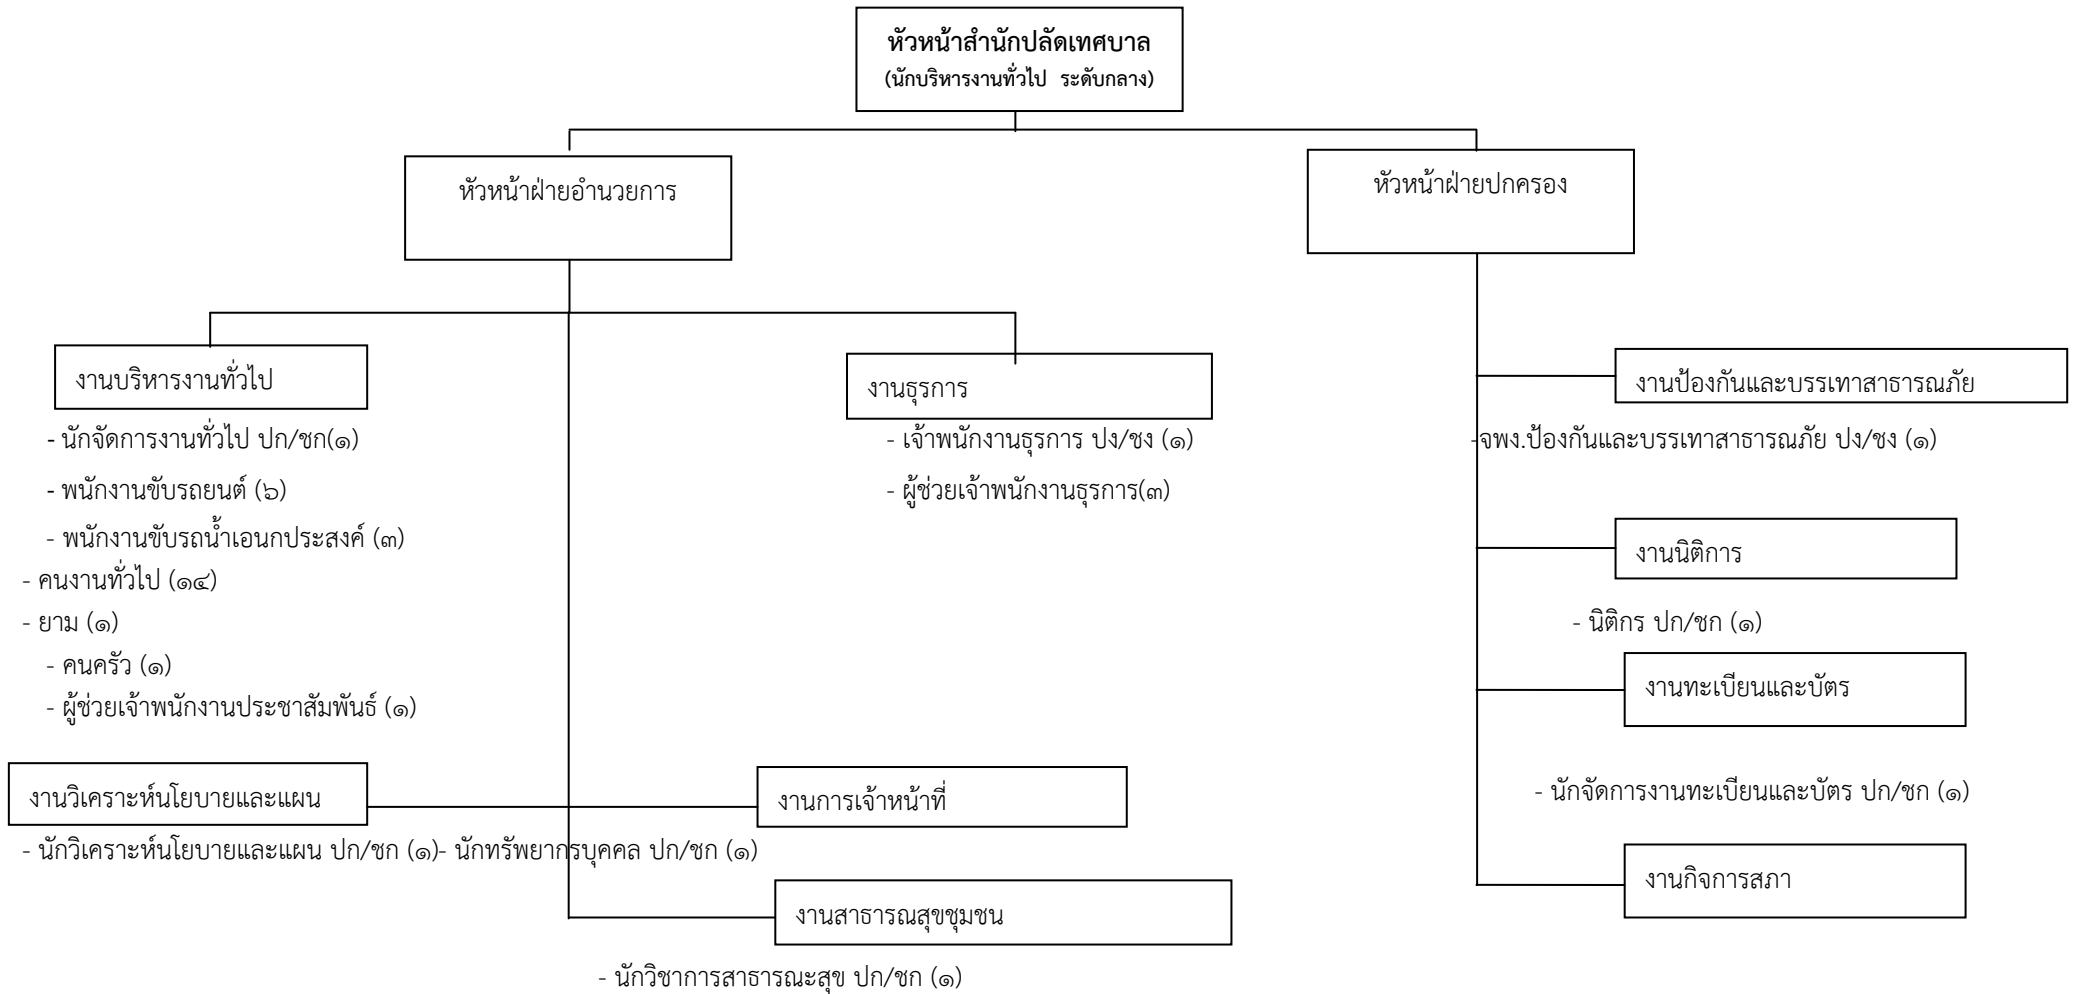 หัวหน้าสำนักปลัดเทศบาล
(นักบริหารงานทั่วไป ระดับกลาง)
หัวหน้าฝ่ายอำนวยการ
หัวหน้าฝ่ายปกครอง
งานบริหารงานทั่วไป
- นักจัดการงานทั่วไป ปก/ชก(๑)
- พนักงานขับรถยนต์ (๖)
- พนักงานขับรถน้ำเอนกประสงค์ (๓)
- คนงานทั่วไป (๑๔)
- ยาม (๑)
- คนครัว (๑)
- ผู้ช่วยเจ้าพนักงานประชาสัมพันธ์ (๑)
งานธุรการ
- เจ้าพนักงานธุรการ ปง/ชง (๑)
- ผู้ช่วยเจ้าพนักงานธุรการ(๓)
งานวิเคราะห์นโยบายและแผน
- นักวิเคราะห์นโยบายและแผน ปก/ชก (๑)- นักทรัพยากรบุคคล ปก/ชก (๑)
งานการเจ้าหน้าที่
งานสาธารณสุขชุมชน
- นักวิชาการสาธารณะสุข ปก/ชก (๑)
งานป้องกันและบรรเทาสาธารณภัย
-จพง.ป้องกันและบรรเทาสาธารณภัย ปง/ชง (๑)
งานนิติการ
- นิติกร ปก/ชก (๑)
งานทะเบียนและบัตร
- นักจัดการงานทะเบียนและบัตร ปก/ชก (๑)
งานกิจการสภา